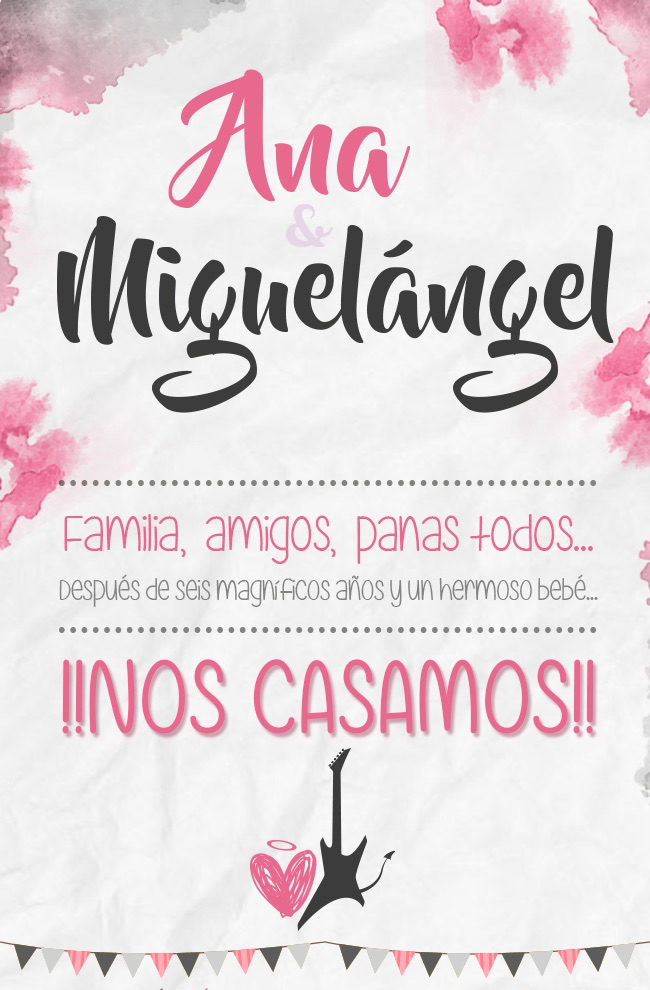 Ana
&
Miguelángel
Familia, amigos, panas todos...
Después de seis magníficos años y un hermoso bebé...
!!NOS CASAMOS!!